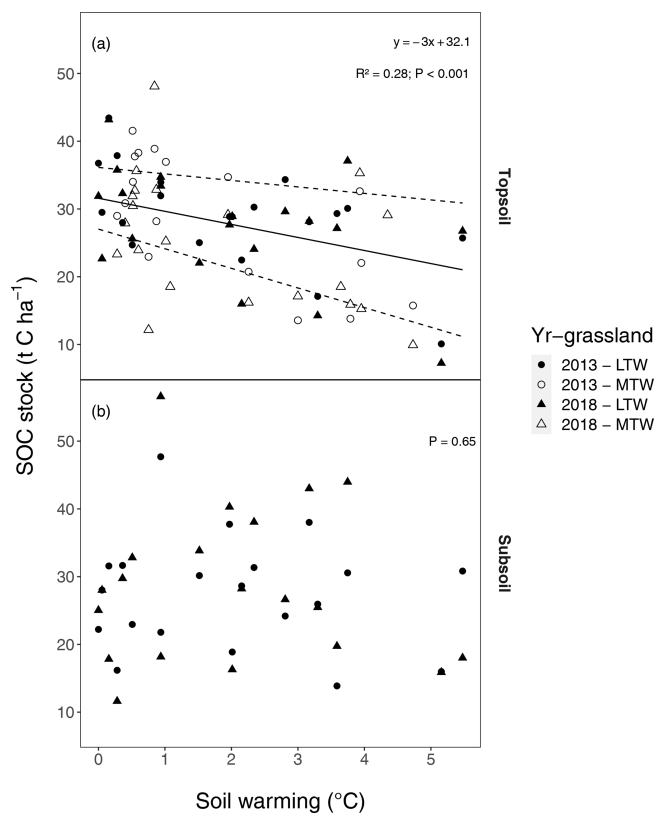 (a)
y = −3x + 32.1
R² = 0.28; P < 0.001
50
40
30
20
10
Topsoil
SOC stock (t C ha⁻¹)
Yr−grassland
2013 − LTW
2013 − MTW
2018 − LTW
2018 − MTW
(b)
P = 0.65
50
40
30
20
10
Subsoil
0 1 2 3 4 5
Soil warming (°C)